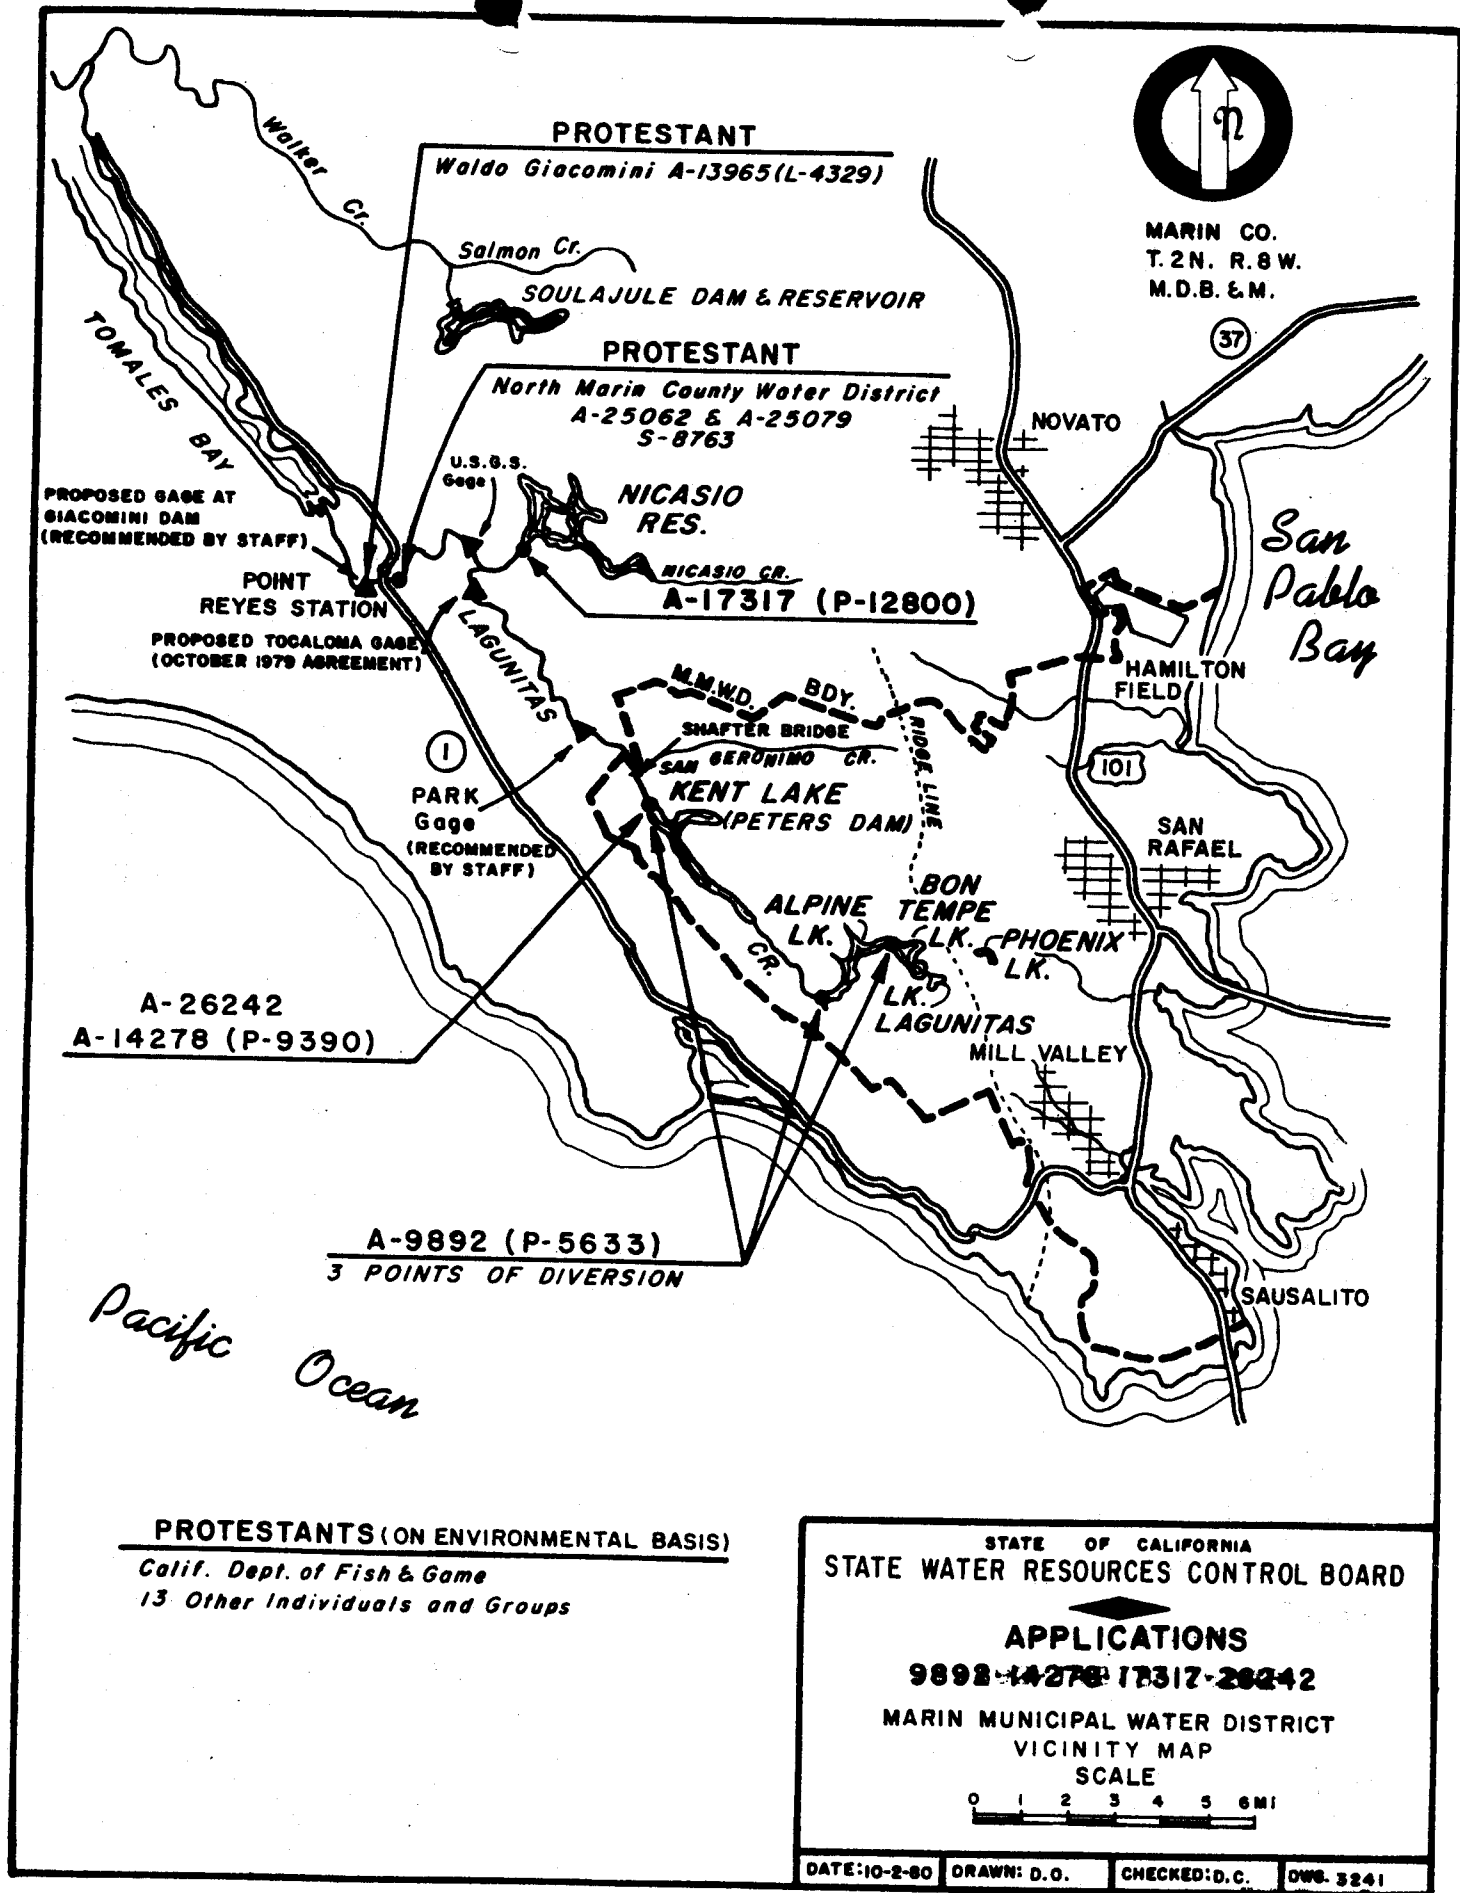 PROTESTANT
Waldo Giacomini A-13965(L-4329)
Walker Cr.
Salmon Cr.
SOULAJULE DAM & RESERVOIR
MARIN CO.
T.2N. R.8W.
M.D.B. & M.
37
TOMALES BAY
PROTESTANT
North Marin County Water District
A-25062 & A-25079
S-8763
NOVATO
U.S.G.S.
Gage
NICASIO
RES.
PROPOSED GAGE AT
GIACOMINI DAM
(RECOMMENDED BY STAFF)
San
Pablo
Bay
NICASIO CR.
A-17317 (P-12800)
POINT
REYES STATION
PROPOSED TOCALOMA GAGE
(OCTOBER 1979 AGREEMENT)
LAGUNITAS
CR.
M.M.W.D. BDY.
HAMILTON
FIELD
SHAFTER BRIDGE
SAN GERONIMO CR.
RIDGE LINE
1
101
KENT LAKE
(PETERS DAM)
PARK
Gage
(RECOMMENDED
BY STAFF)
SAN
RAFAEL
ALPINE
LK.
BON
TEMPE
LK.
PHOENIX
LK.
LK.
LAGUNITAS
A-26242
A-14278 (P-9390)
MILL VALLEY
A-9892 (P-5633)
3 POINTS OF DIVERSION
SAUSALITO
Pacific Ocean
PROTESTANTS (ON ENVIRONMENTAL BASIS)
Calif. Dept. of Fish & Game
13 Other Individuals and Groups
STATE OF CALIFORNIA
STATE WATER RESOURCES CONTROL BOARD
APPLICATIONS
9892-14278-17317-26242
MARIN MUNICIPAL WATER DISTRICT
VICINITY MAP
SCALE
0 1 2 3 4 5 6 MI
DATE:10-2-80 DRAWN: D.O. CHECKED: D.C. DWG. 3241
n